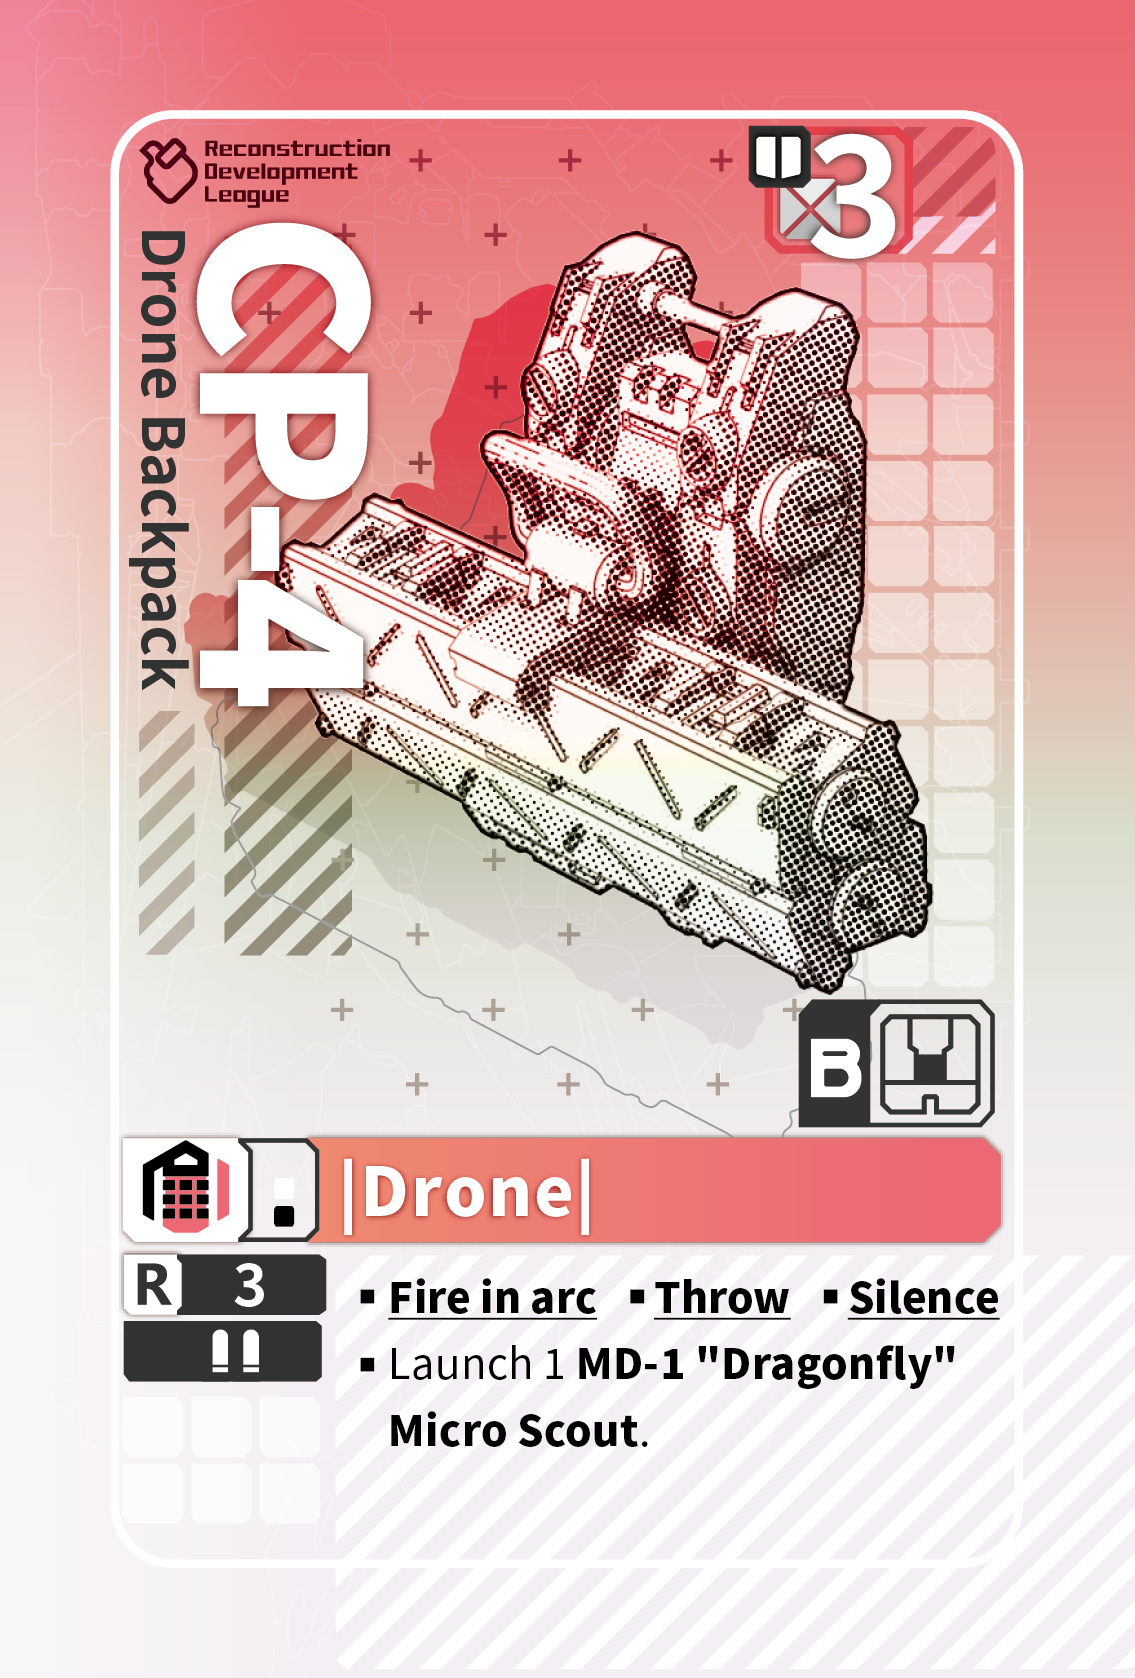 Reconstruction
Development
League
3
CP-4
Drone Backpack
B
|Drone|
R 3
▪ Fire in arc ▪ Throw ▪ Silence
▪ Launch 1 MD-1 "Dragonfly"
Micro Scout.